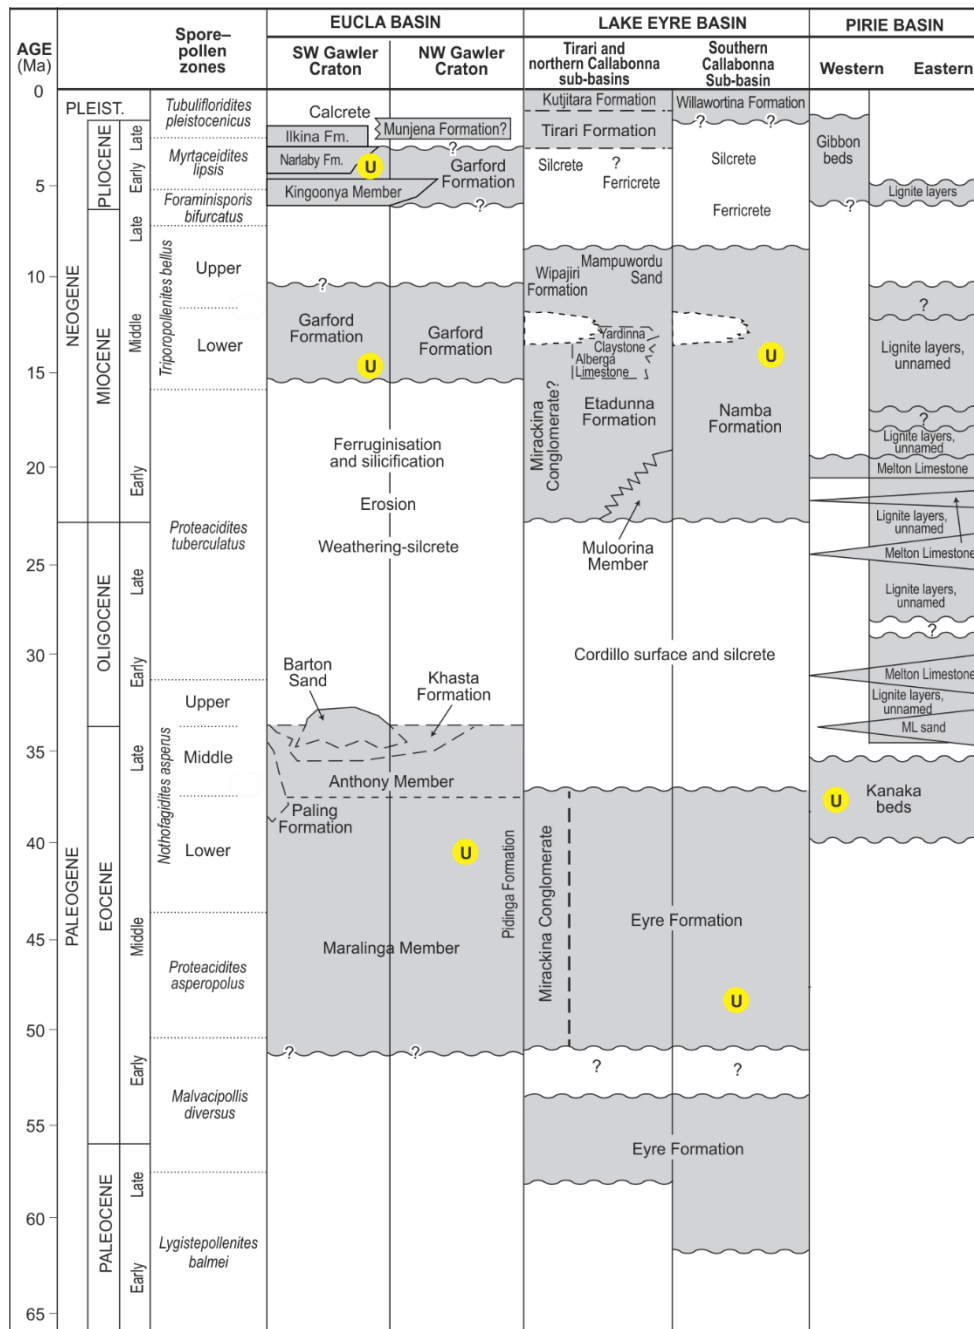 EUCLA BASIN
LAKE EYRE BASIN
PIRIE BASIN
AGE
(Ma)
Spore–
pollen
zones
SW Gawler
Craton
NW Gawler
Craton
Tirari and
northern Callabonna
sub-basins
Southern
Callabonna
Sub-basin
Western
Eastern
0
5
10
15
20
25
30
35
40
45
50
55
60
65
NEOGENE
PALEOGENE
PLEIST.
PLIOCENE
MIOCENE
OLIGOCENE
EOCENE
PALEOCENE
Late
Early
Late
Middle
Early
Late
Early
Late
Middle
Early
Late
Early
Tubulifloridites
pleistocenicus
Myrtaceidites
lipsis
Foraminisporis
bifurcatus
Triporopollenites bellus
Upper
Lower
Proteacidites
tuberculatus
Nothofagidites asperus
Upper
Middle
Lower
Proteacidites
asperopolus
Malvacipollis
diversus
Lygistepollenites
balmei
Calcrete
Ilkina Fm.
Munjena Formation?
Narlaby Fm.
U
?
Garford
Formation
Kingoonya Member
?
?
Garford
Formation
U
Garford
Formation
Ferruginisation
and silicification
Erosion
Weathering-silcrete
Barton
Sand
Khasta
Formation
Anthony Member
Paling
Formation
U
Pidinga Formation
Maralinga Member
?
?
Kutjitara Formation
Tirari Formation
Silcrete
?
Ferricrete
Wipajiri
Formation
Mampuwordu
Sand
Yardinna
Claystone
Alberga
Limestone
Mirackina
Conglomerate?
Etadunna
Formation
Muloorina
Member
Willawortina Formation
?
?
Silcrete
Ferricrete
U
Namba
Formation
Cordillo surface and silcrete
Mirackina Conglomerate
Eyre Formation
U
?
?
Eyre Formation
Gibbon
beds
?
Lignite layers
?
Lignite layers,
unnamed
?
Lignite layers,
unnamed
Melton Limestone
Lignite layers,
unnamed
Melton Limestone
Lignite layers,
unnamed
?
Melton Limestone
Lignite layers,
unnamed
ML sand
U
Kanaka
beds